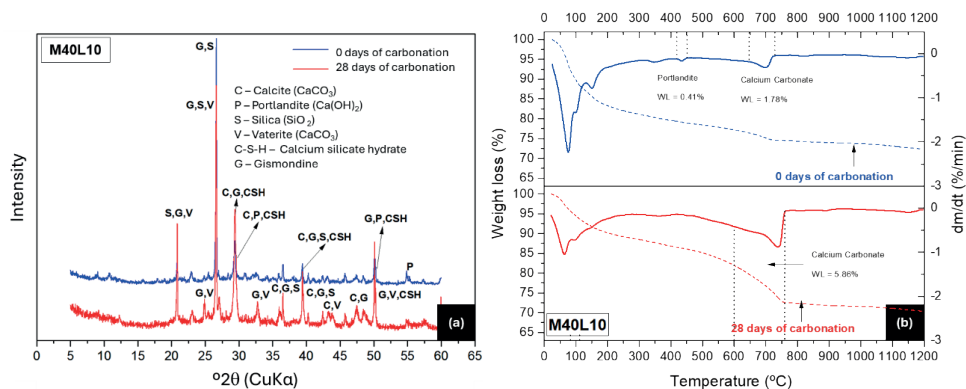 M40L10
0 days of carbonation
28 days of carbonation
C – Calcite (CaCO3)
P – Portlandite (Ca(OH)2)
S – Silica (SiO2)
V – Vaterite (CaCO3)
C-S-H – Calcium silicate hydrate
G – Gismondine
G,S
G,S,V
S,G,V
C,G,CSH
C,P,CSH
C,G,S,CSH
G,P,CSH
P
G,V
G,V
C,G,S
C,G,S
C,V
C,G
G,V,CSH
(a)
Intensity
0 5 10 15 20 25 30 35 40 45 50 55 60 65
º2θ (CuKα)
0 100 200 300 400 500 600 700 800 900 1000 1100 1200
100
95
90
85
80
75
70
65
0
-1
-2
-3
Portlandite
WL = 0.41%
Calcium Carbonate
WL = 1.78%
0 days of carbonation
100
95
90
85
80
75
70
65
0
-1
-2
-3
Calcium Carbonate
WL = 5.86%
28 days of carbonation
M40L10
(b)
Weight loss (%)
dm/dt (%/min)
0 100 200 300 400 500 600 700 800 900 1000 1100 1200
Temperature (ºC)